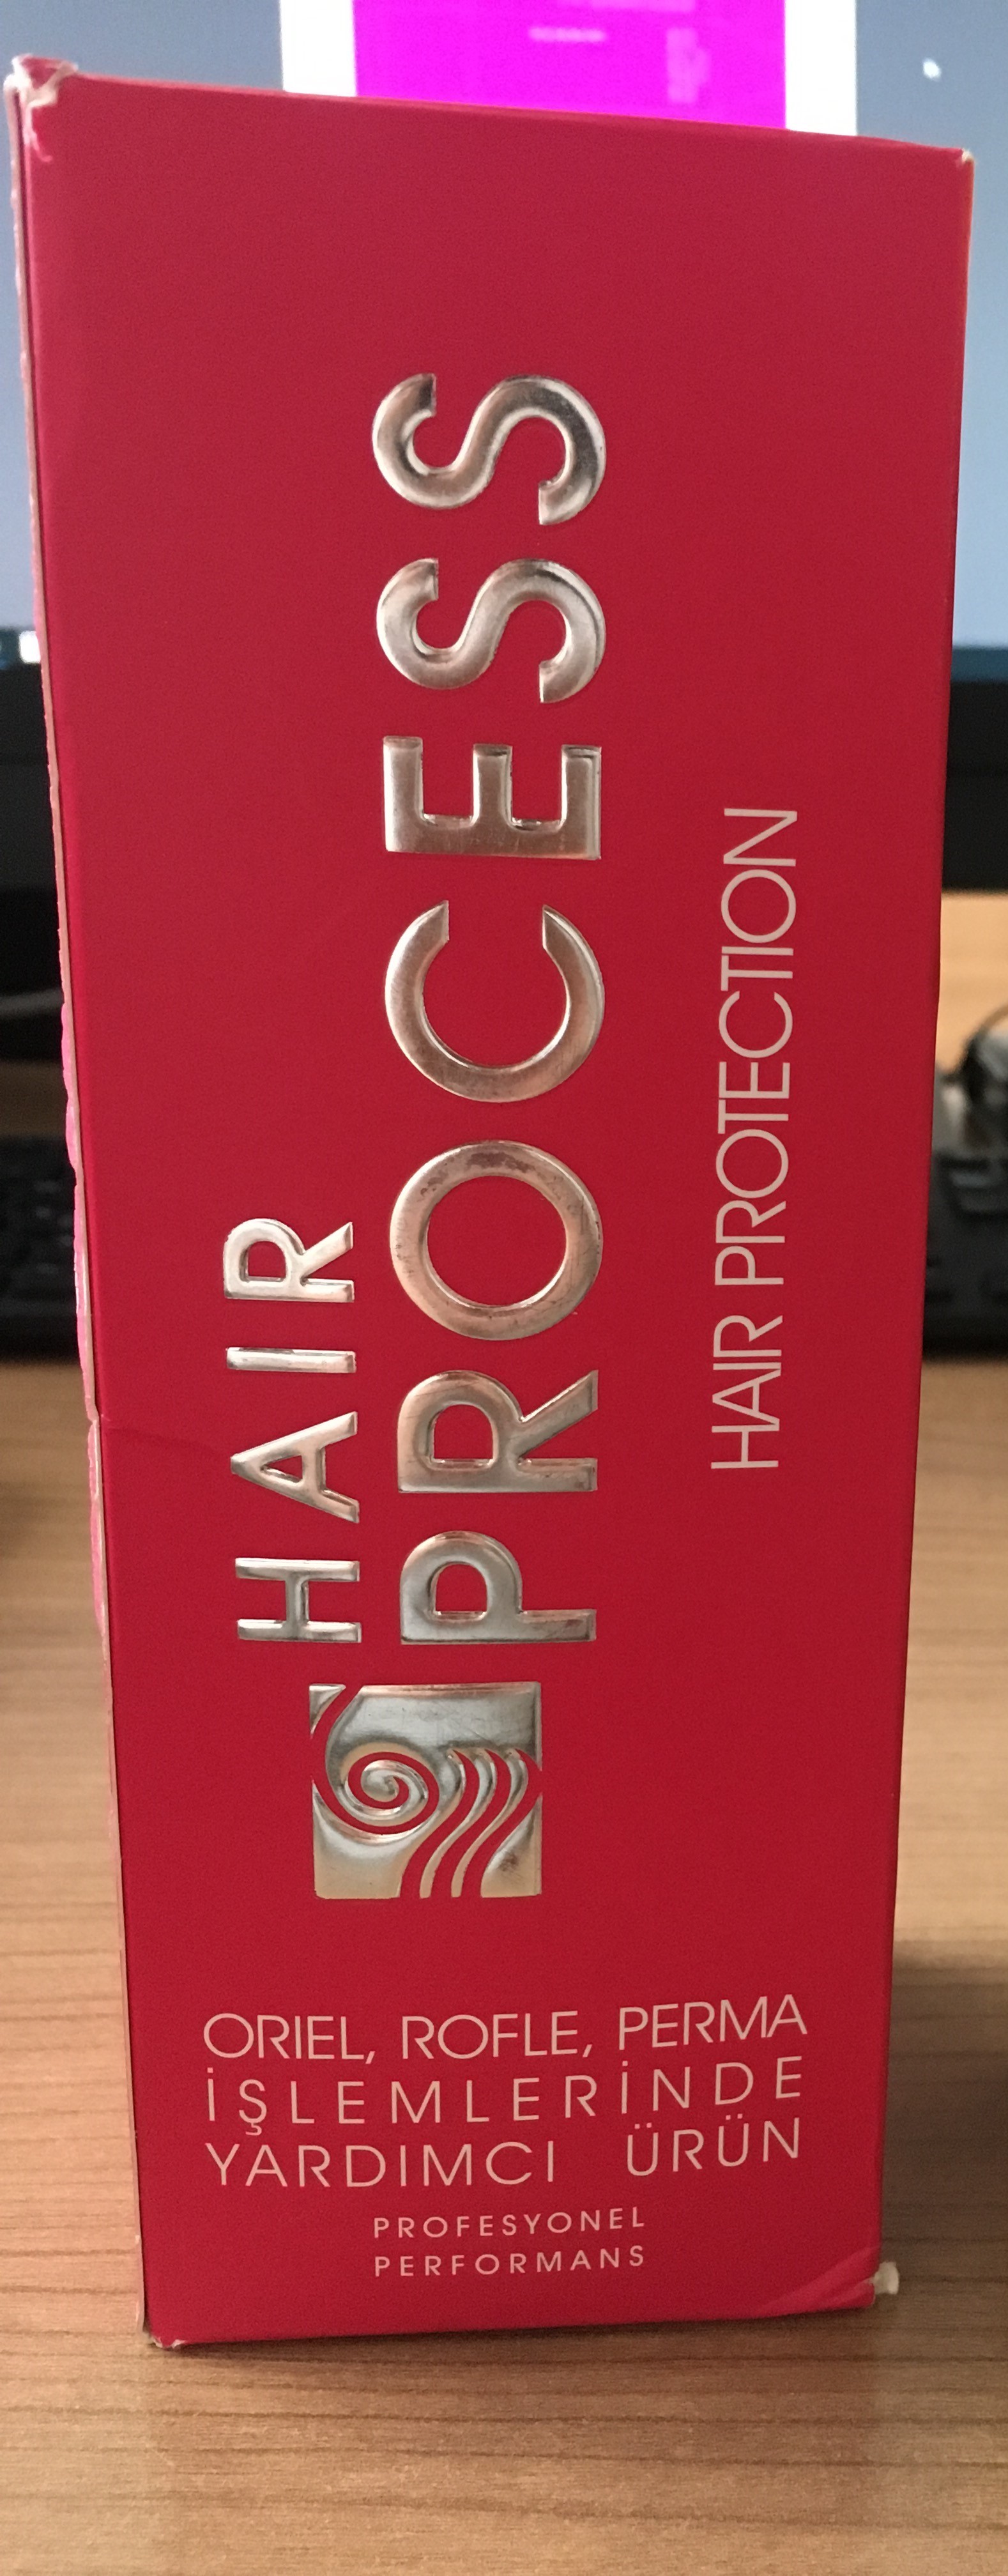 HAIR
PROCESS
HAIR PROTECTION
ORIEL, ROFLE, PERMA
İŞLEMLERİNDE
YARDIMCI ÜRÜN
PROFESYONEL
PERFORMANS